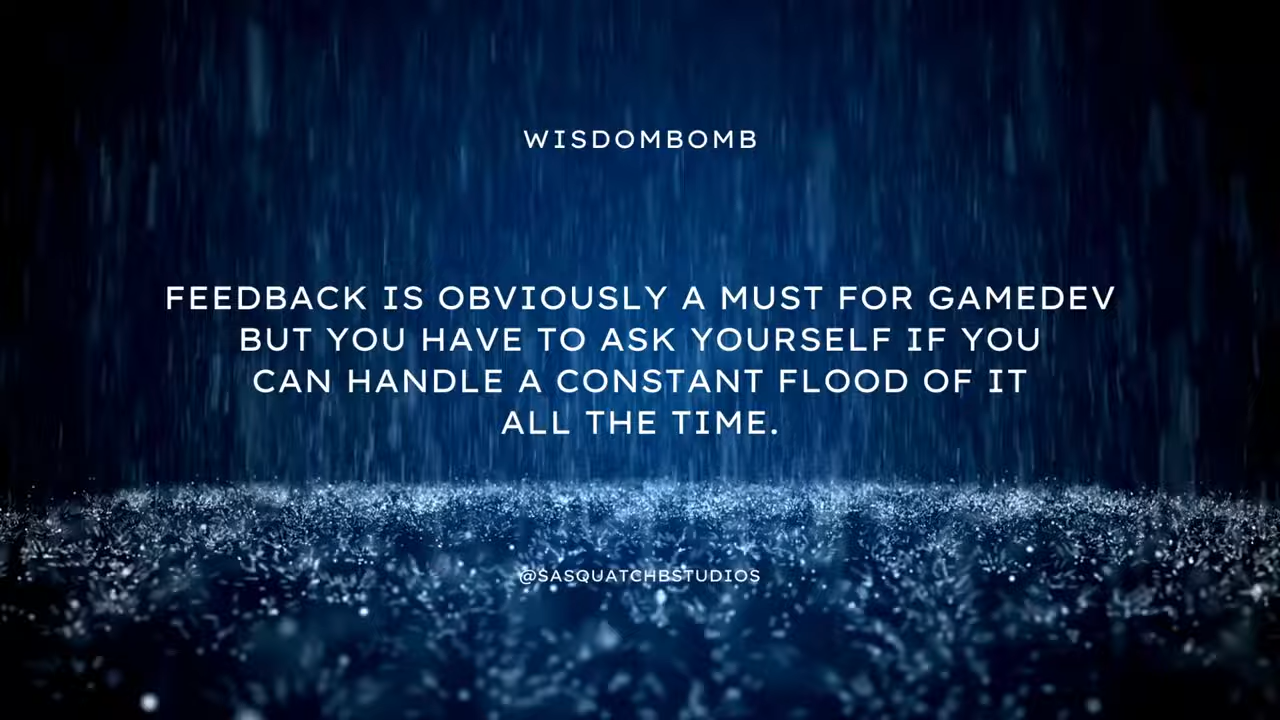 WISDOMBOMB
FEEDBACK IS OBVIOUSLY A MUST FOR GAMEDEV
BUT YOU HAVE TO ASK YOURSELF IF YOU
CAN HANDLE A CONSTANT FLOOD OF IT
ALL THE TIME.
@SASQUATCHBSTUDIOS